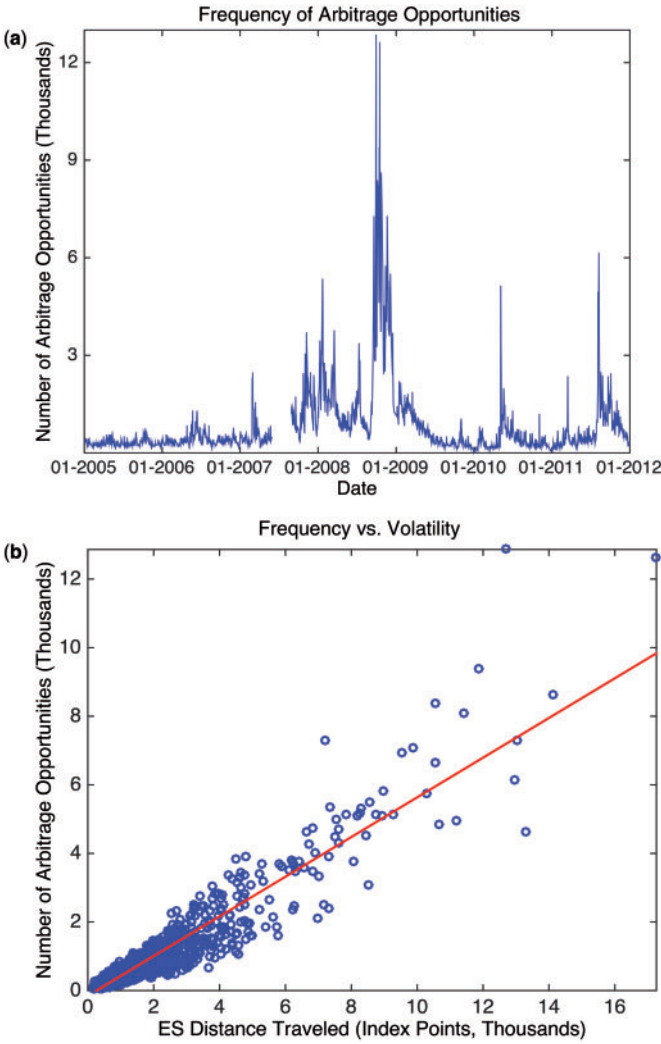 Frequency of Arbitrage Opportunities
(a)
Number of Arbitrage Opportunities (Thousands)
12
9
6
3
01-2005 01-2006 01-2007 01-2008 01-2009 01-2010 01-2011 01-2012
Date
Frequency vs. Volatility
(b)
Number of Arbitrage Opportunities (Thousands)
12
10
8
6
4
2
0
0 2 4 6 8 10 12 14 16
ES Distance Traveled (Index Points, Thousands)